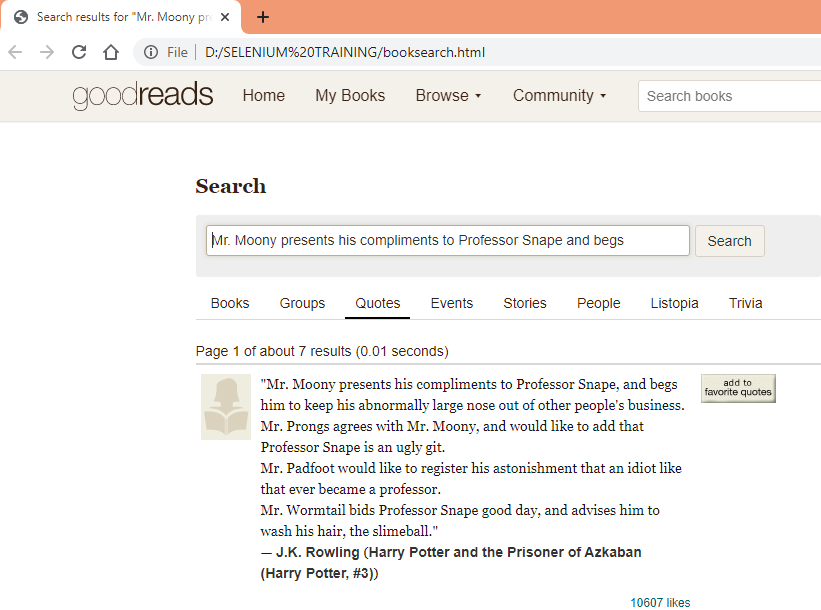 Search results for "Mr. Moony pr
File D:/SELENIUM%20TRAINING/booksearch.html
goodreads Home My Books Browse Community Search books
Search
Mr. Moony presents his compliments to Professor Snape and begs Search
Books Groups Quotes Events Stories People Listopia Trivia
Page 1 of about 7 results (0.01 seconds)
"Mr. Moony presents his compliments to Professor Snape, and begs
him to keep his abnormally large nose out of other people's business.
Mr. Prongs agrees with Mr. Moony, and would like to add that
Professor Snape is an ugly git.
Mr. Padfoot would like to register his astonishment that an idiot like
that ever became a professor.
Mr. Wormtail bids Professor Snape good day, and advises him to
wash his hair, the slimeball."
― J.K. Rowling (Harry Potter and the Prisoner of Azkaban
(Harry Potter, #3))
add to
favorite quotes
10607 likes